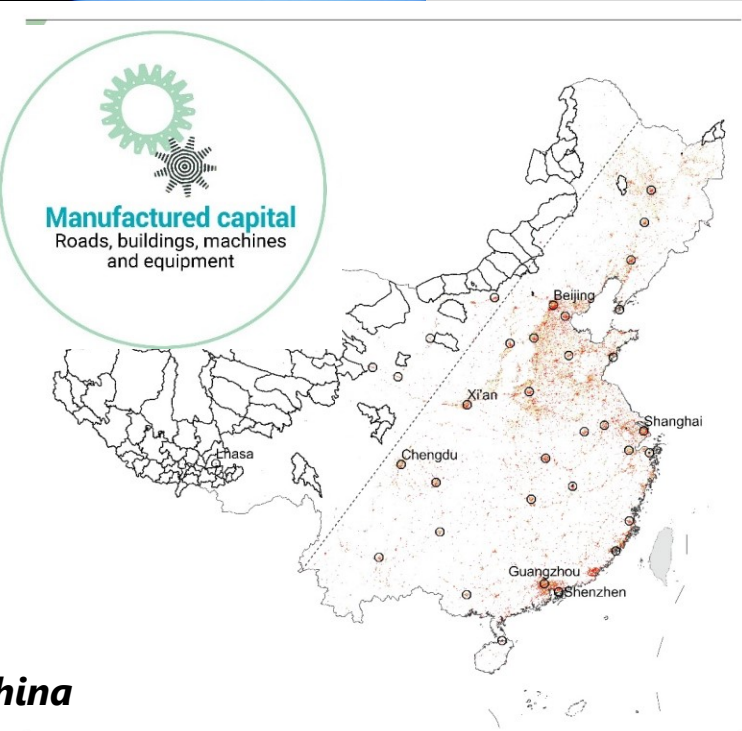 Manufactured capital
Roads, buildings, machines
and equipment
Beijing
Xi'an
Shanghai
Lhasa
Chengdu
Guangzhou
Shenzhen
hina